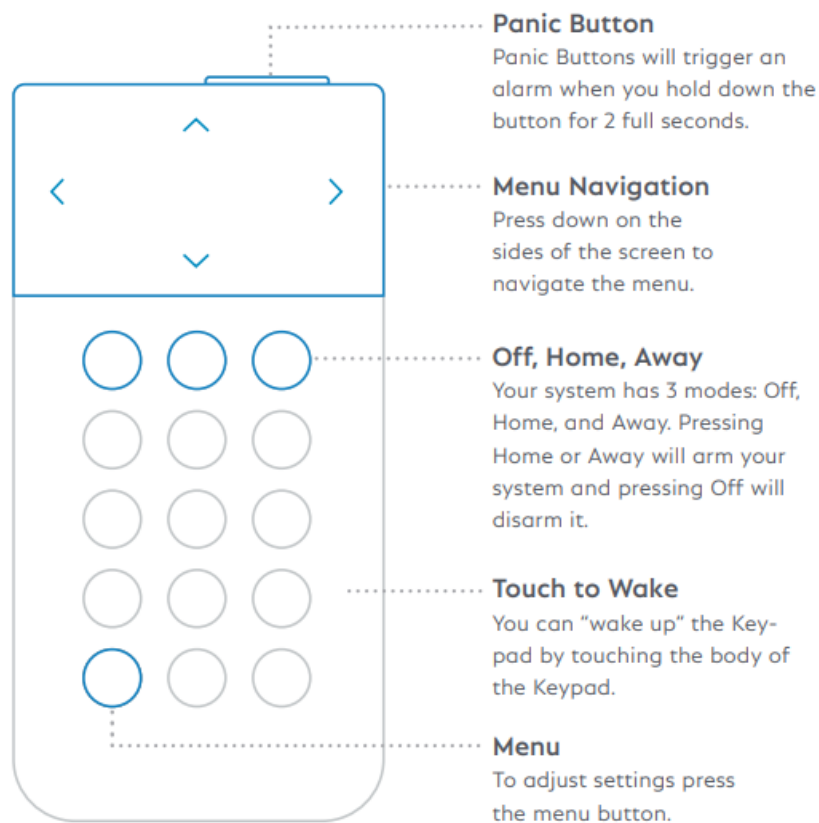 Panic Button
Panic Buttons will trigger an
alarm when you hold down the
button for 2 full seconds.
Menu Navigation
Press down on the
sides of the screen to
navigate the menu.
Off, Home, Away
Your system has 3 modes: Off,
Home, and Away. Pressing
Home or Away will arm your
system and pressing Off will
disarm it.
Touch to Wake
You can “wake up” the Key-
pad by touching the body of
the Keypad.
Menu
To adjust settings press
the menu button.